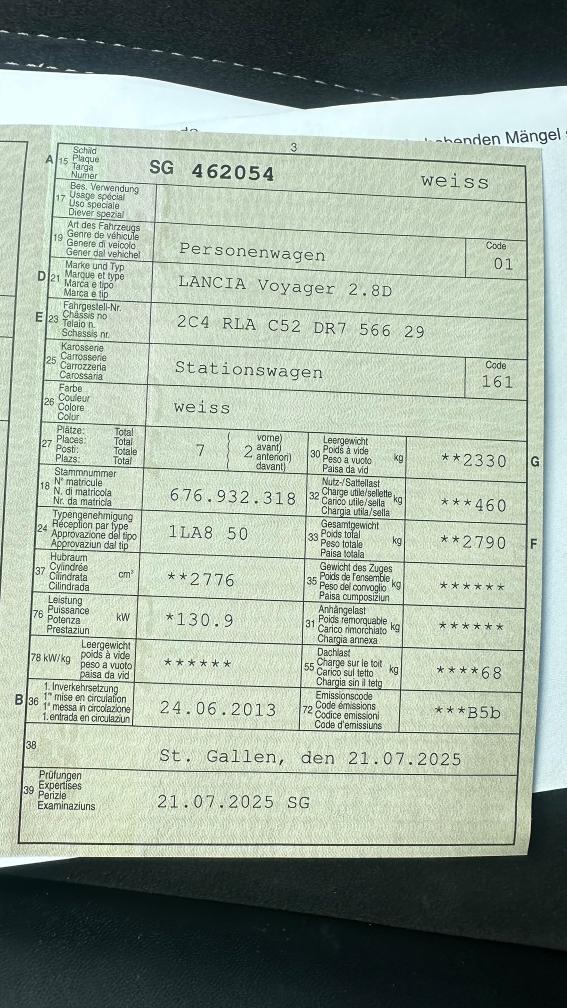 henden Mängel
3
A 15 Schild
Plaque
Targa
Numer
SG 462054 weiss
17 Bes. Verwendung
Usage spécial
Uso speciale
Diever spezial
19 Art des Fahrzeugs
Genre de véhicule
Genere di veicolo
Gener dal vehichel
Personenwagen
Code
01
D 21 Marke und Typ
Marque et type
Marca e tipo
Marca e tip
LANCIA Voyager 2.8D
E 23 Fahrgestell-Nr.
Châssis no
Telaio n.
Schassis nr.
2C4 RLA C52 DR7 566 29
25 Karosserie
Carrosserie
Carrozzeria
Carossaria
Stationswagen
Code
161
26 Farbe
Couleur
Colore
Colur
weiss
27 Plätze: Total
Places: Total
Posti: Totale
Plazs: Total
7 ( 2 vorne)
avant)
anteriori)
davant)
30 Leergewicht
Poids à vide
Peso a vuoto
Paisa da vid
kg
**2330 G
18 Stammnummer
N° matricule
N. di matricola
Nr. da matricla
676.932.318
32 Nutz-/Sattellast
Charge utile/sellette
Carico utile/sella
Chargia utila/sella
kg
***460
24 Typengenehmigung
Réception par type
Approvazione del tipo
Approvaziun dal tip
1LA8 50
33 Gesamtgewicht
Poids total
Peso totale
Paisa totala
kg
**2790 F
37 Hubraum
Cylindrée
Cilindrata
Cilindrada
cm³
**2776
35 Gewicht des Zuges
Poids de l'ensemble
Peso del convoglio
Paisa cumposiziun
kg
******
76 Leistung
Puissance
Potenza
Prestaziun
kW
*130.9
31 Anhängelast
Poids remorquable
Carico rimorchiato
Chargia annexa
kg
******
78 kW/kg Leergewicht
poids à vide
peso a vuoto
paisa da vid
******
55 Dachlast
Charge sur le toit
Carico sul tetto
Chargia sin il tetg
kg
****68
B 36 1. Inverkehrsetzung
1re mise en circulation
1a messa in circolazione
1. entrada en circulaziun
24.06.2013
72 Emissionscode
Code émissions
Codice emissioni
Code d'emissiuns
***B5b
38
St. Gallen, den 21.07.2025
39 Prüfungen
Expertises
Perizie
Examinaziuns
21.07.2025 SG